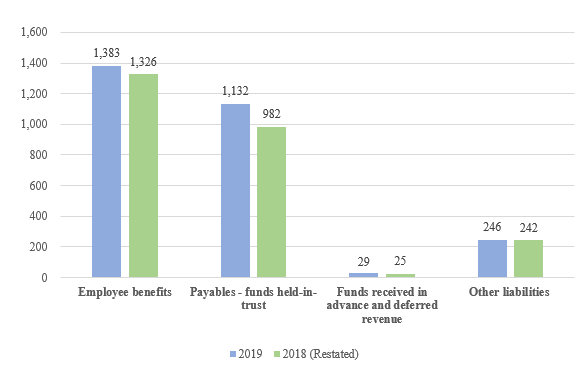 1,600
1,400
1,200
1,000
800
600
400
200
0
1,383
1,326
1,132
982
29
25
246
242
Employee benefits
Payables - funds held-in-
trust
Funds received in
advance and deferred
revenue
Other liabilities
2019
2018 (Restated)